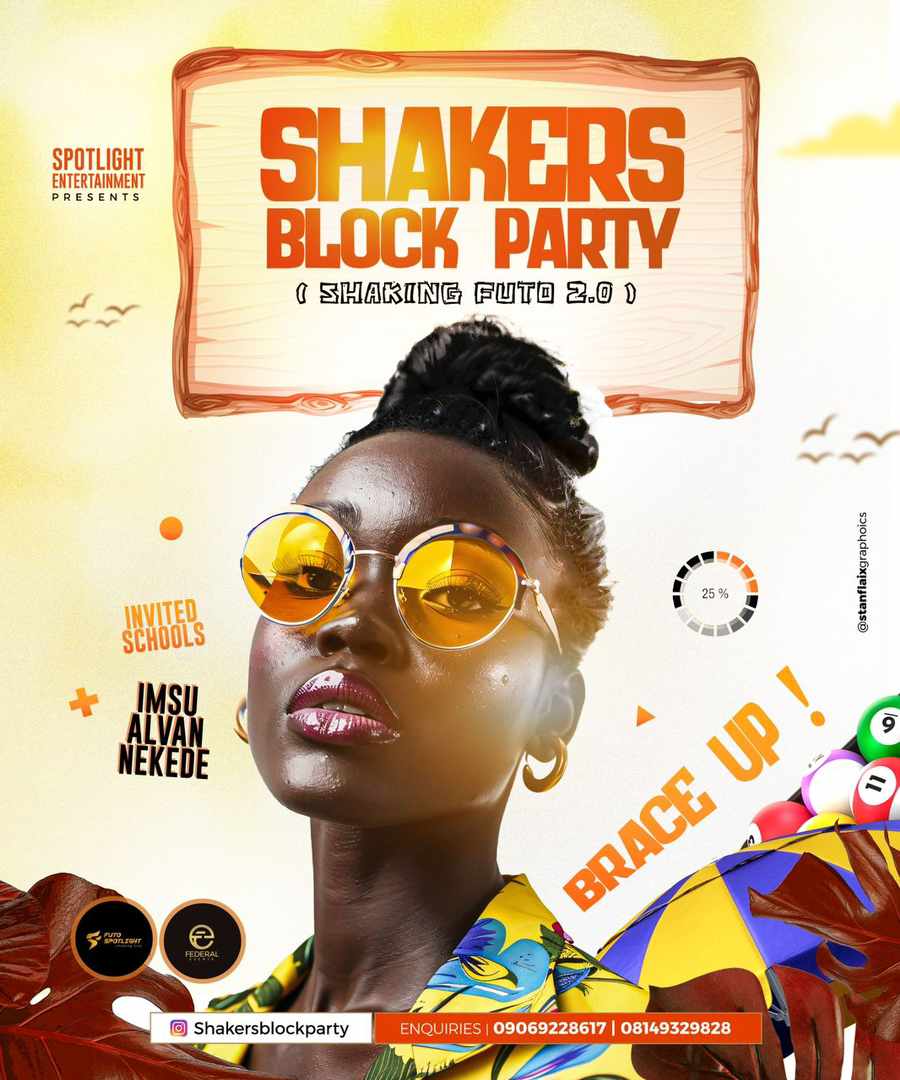 SPOTLIGHT
ENTERTAINMENT
PRESENTS
SHAKERS
BLOCK PARTY
( SHAKING FUTO 2.0 )
@stanflaixgraphoics
25 %
INVITED
SCHOOLS
IMSU
ALVAN
NEKEDE
BRACE UP !
9
11
FUTO
SPOTLIGHT
FEDERAL
Shakersblockparty
ENQUIRIES | 09069228617 | 08149329828